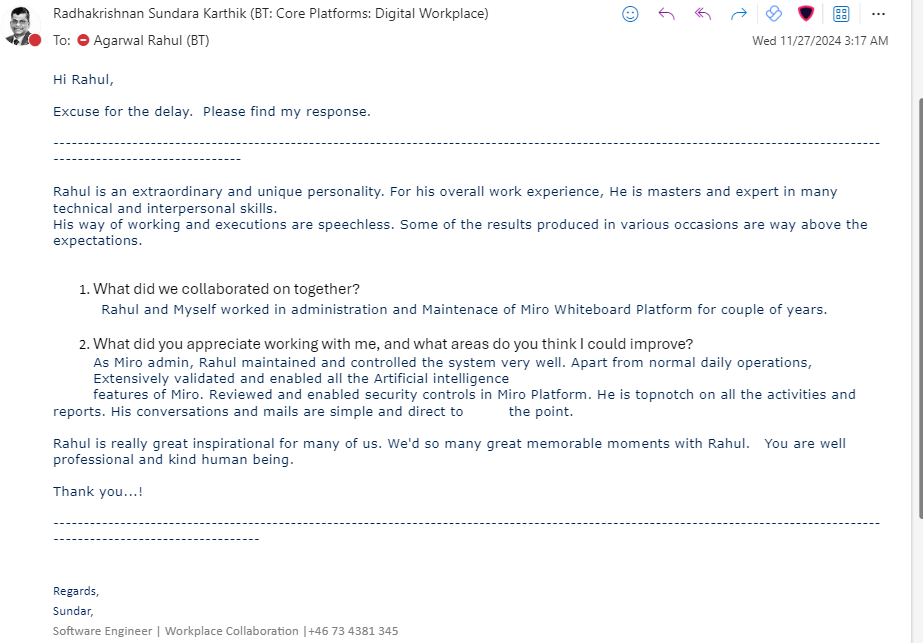 Radhakrishnan Sundara Karthik (BT: Core Platforms: Digital Workplace)
To: Agarwal Rahul (BT)
Wed 11/27/2024 3:17 AM
Hi Rahul,
Excuse for the delay.  Please find my response.
--------------------------------------------------------------------------------------------------------------------------------------------
--------------------------------
Rahul is an extraordinary and unique personality. For his overall work experience, He is masters and expert in many
technical and interpersonal skills.
His way of working and executions are speechless. Some of the results produced in various occasions are way above the
expectations.
1. What did we collaborated on together?
Rahul and Myself worked in administration and Maintenace of Miro Whiteboard Platform for couple of years.
2. What did you appreciate working with me, and what areas do you think I could improve?
As Miro admin, Rahul maintained and controlled the system very well. Apart from normal daily operations,
Extensively validated and enabled all the Artificial intelligence
features of Miro. Reviewed and enabled security controls in Miro Platform. He is topnotch on all the activities and
reports. His conversations and mails are simple and direct to        the point.
Rahul is really great inspirational for many of us. We'd so many great memorable moments with Rahul.   You are well
professional and kind human being.
Thank you...!
--------------------------------------------------------------------------------------------------------------------------------------------
-----------------------------------
Regards,
Sundar,
Software Engineer | Workplace Collaboration |+46 73 4381 345